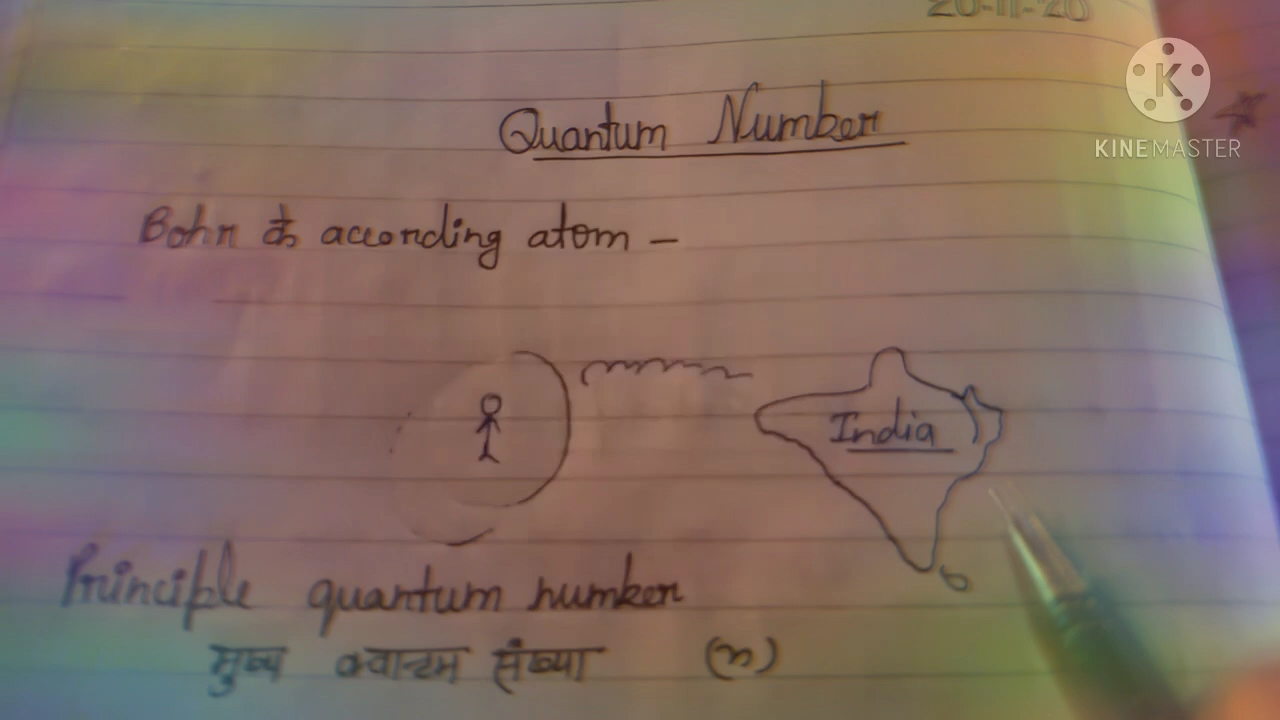 20-11-20
KINEMASTER
Quantum Number
Bohr के according atom -
India
Principle quantum number
मुख्य क्वान्टम संख्या (n)